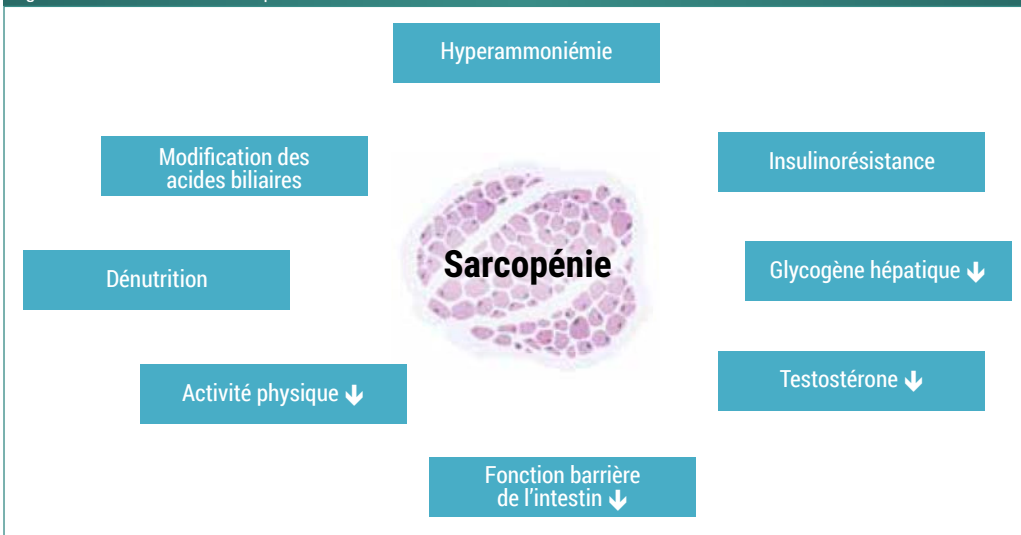 Hyperammoniémie
Modification des
acides biliaires
Insulinorésistance
Dénutrition
Sarcopénie
Glycogène hépatique ↓
Activité physique ↓
Testostérone ↓
Fonction barrière
de l'intestin ↓